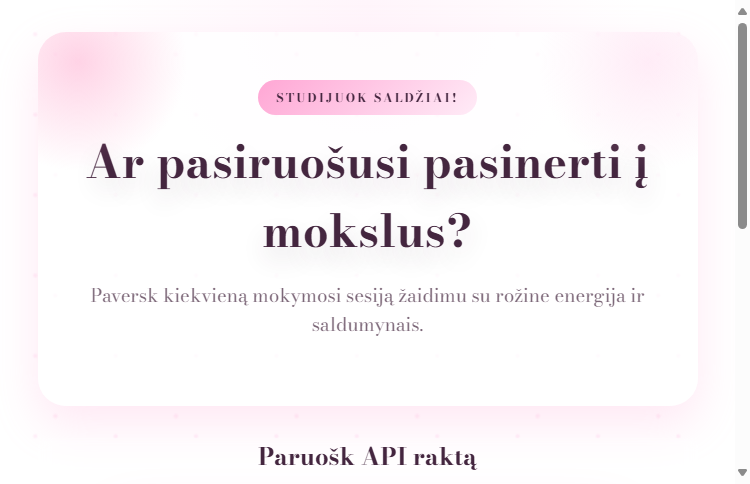 STUDIJUOK SALDŽIAI!
Ar pasiruošusi pasinerti į
mokslus?
Paversk kiekvieną mokymosi sesiją žaidimu su rožine energija ir
saldumynais.
Paruošk API raktą